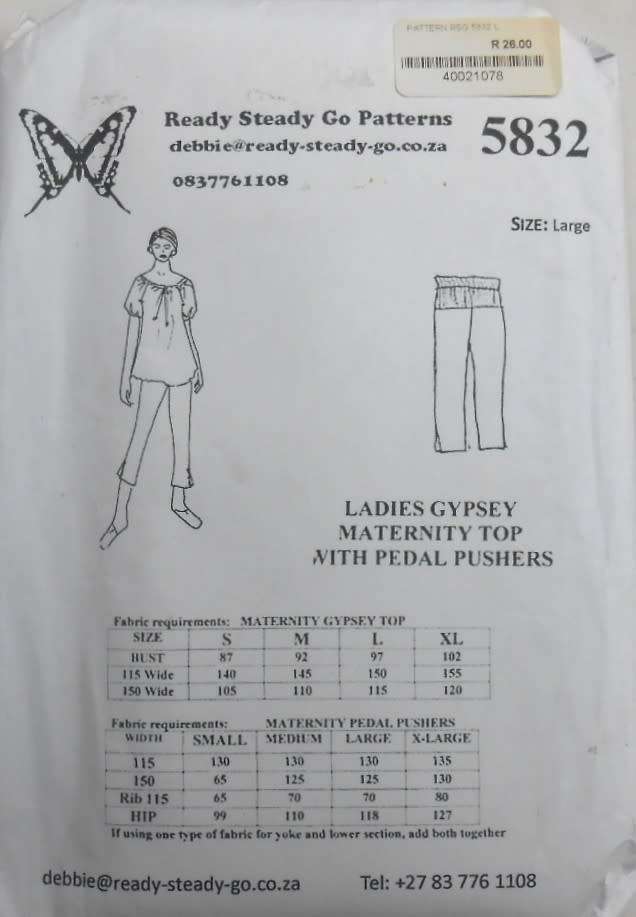 PATTERN RSG 5832 L
R 26.00
40021078
Ready Steady Go Patterns
debbie@ready-steady-go.co.za
0837761108
5832
SIZE: Large
LADIES GYPSEY
MATERNITY TOP
WITH PEDAL PUSHERS
Fabric requirements: MATERNITY GYPSEY TOP
SIZE S M L XL
BUST 87 92 97 102
115 Wide 140 145 150 155
150 Wide 105 110 115 120
Fabric requirements: MATERNITY PEDAL PUSHERS
WIDTH SMALL MEDIUM LARGE X-LARGE
115 130 130 130 135
150 65 125 125 130
Rib 115 65 70 70 80
HIP 99 110 118 127
If using one type of fabric for yoke and lower section, add both together
debbie@ready-steady-go.co.za Tel: +27 83 776 1108